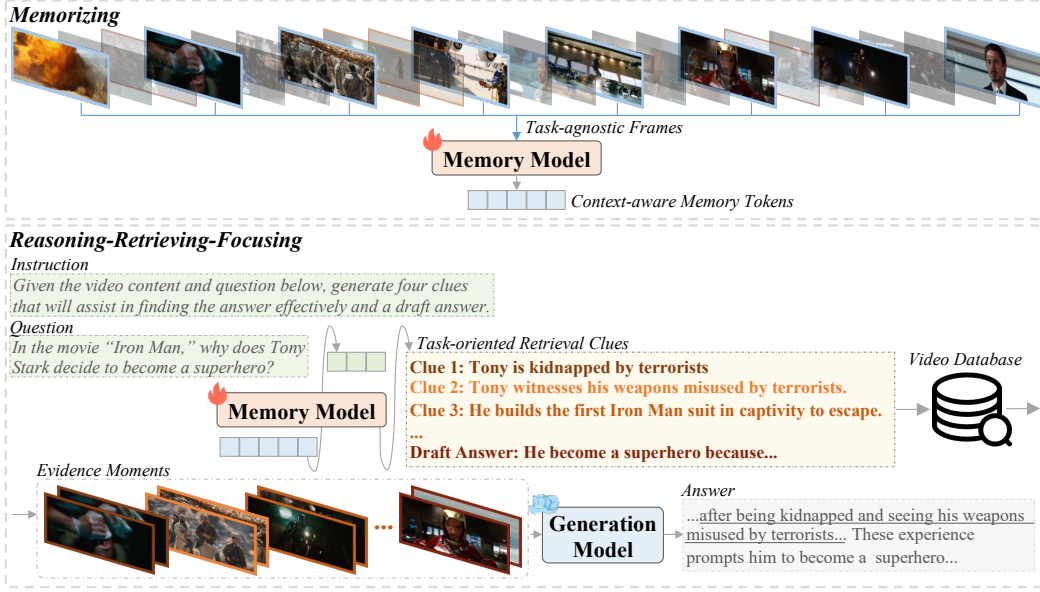 Memorizing
Task-agnostic Frames
Memory Model
Context-aware Memory Tokens
Reasoning-Retrieving-Focusing
Instruction
Given the video content and question below, generate four clues
that will assist in finding the answer effectively and a draft answer.
Question
In the movie “Iron Man,” why does Tony
Stark decide to become a superhero?
Memory Model
Task-oriented Retrieval Clues
Clue 1: Tony is kidnapped by terrorists
Clue 2: Tony witnesses his weapons misused by terrorists.
Clue 3: He builds the first Iron Man suit in captivity to escape.
...
Draft Answer: He become a superhero because...
Video Database
Evidence Moments
...
Generation
Model
Answer
...after being kidnapped and seeing his weapons
misused by terrorists... These experience
prompts him to become a superhero...